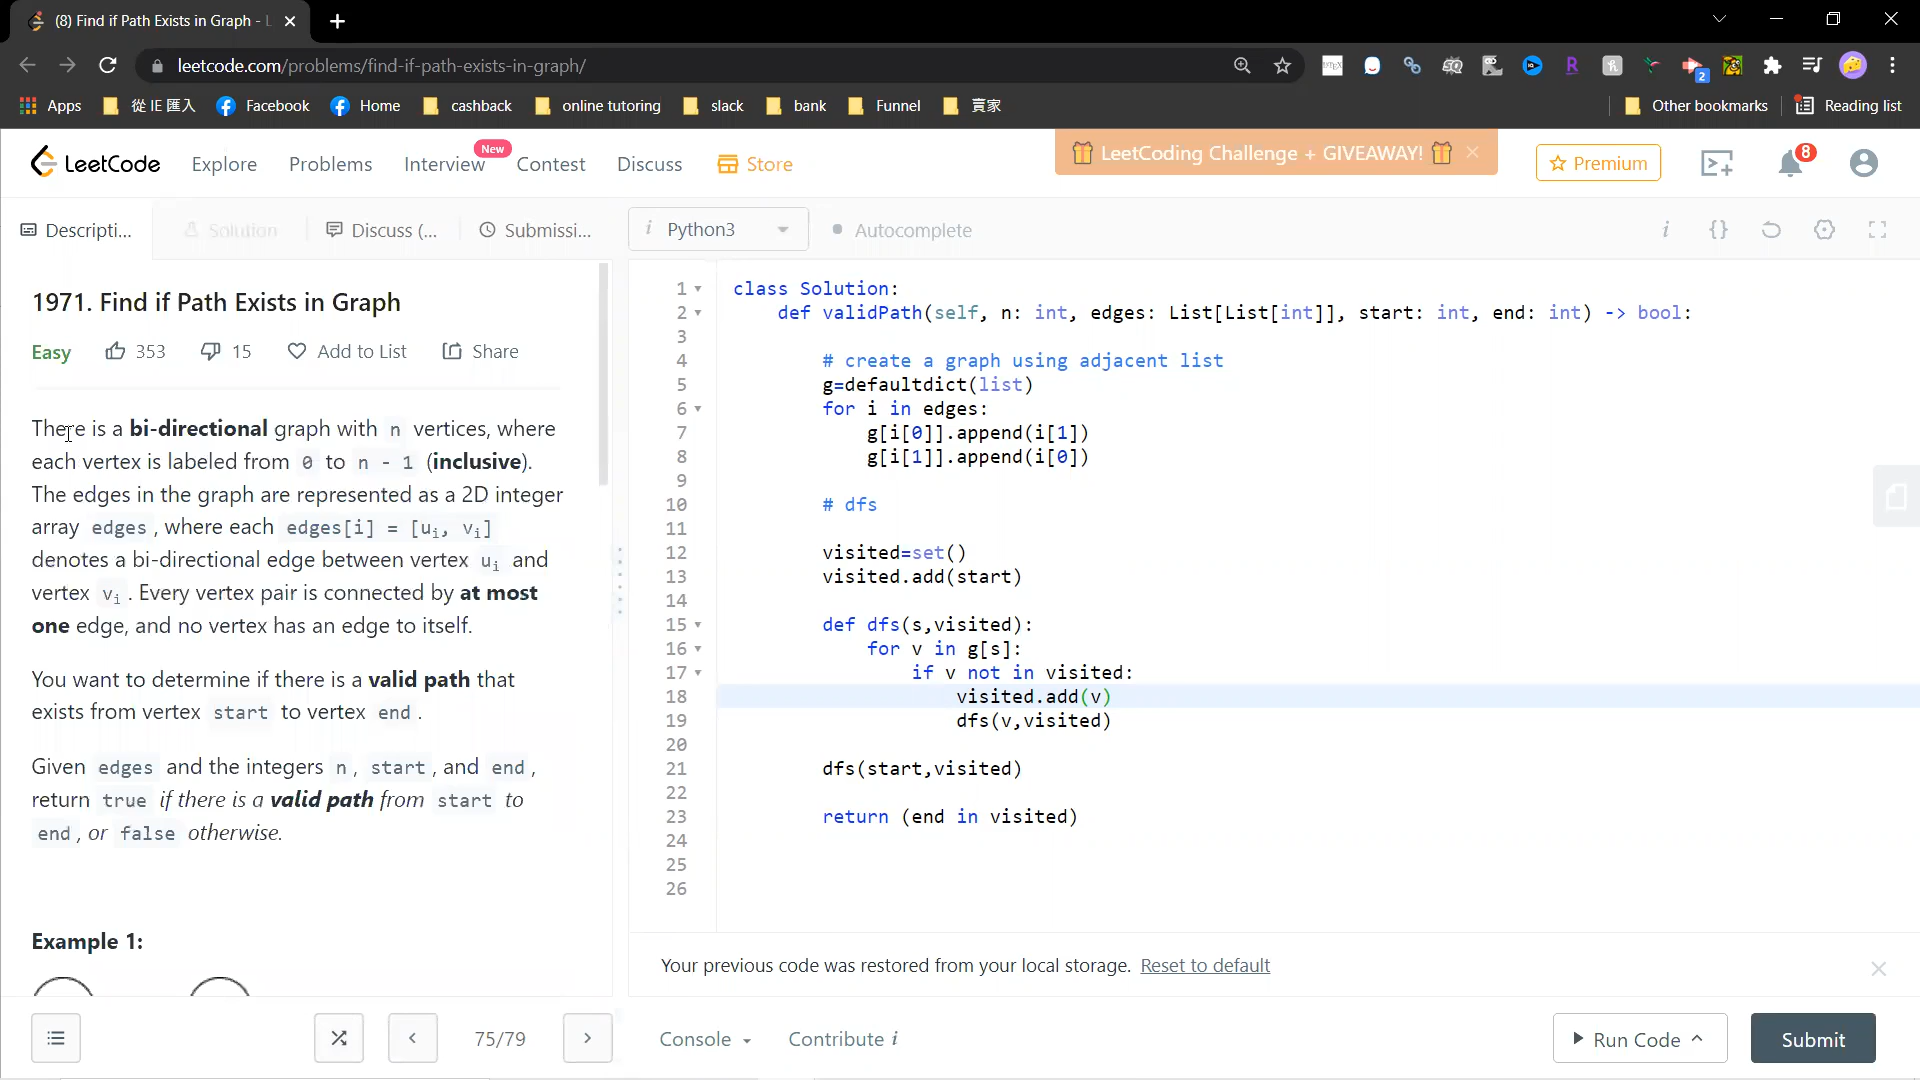 (8) Find if Path Exists in Graph -
leetcode.com/problems/find-if-path-exists-in-graph/
2
Apps 從 IE 匯入 Facebook Home cashback online tutoring slack bank Funnel 賣家 Other bookmarks Reading list
LeetCode Explore Problems Interview New Contest Discuss Store LeetCoding Challenge + GIVEAWAY! Premium 8
Descripti... Solution Discuss (... Submissi... i Python3 Autocomplete i {}
1971. Find if Path Exists in Graph
Easy 353 15 Add to List Share
There is a bi-directional graph with n vertices, where
each vertex is labeled from 0 to n - 1 (inclusive).
The edges in the graph are represented as a 2D integer
array edges, where each edges[i] = [ui, vi]
denotes a bi-directional edge between vertex ui and
vertex vi. Every vertex pair is connected by at most
one edge, and no vertex has an edge to itself.
You want to determine if there is a valid path that
exists from vertex start to vertex end.
Given edges and the integers n, start, and end,
return true if there is a valid path from start to
end, or false otherwise.
Example 1:
1 class Solution:
2 def validPath(self, n: int, edges: List[List[int]], start: int, end: int) -> bool:
3
4 # create a graph using adjacent list
5 g=defaultdict(list)
6 for i in edges:
7 g[i[0]].append(i[1])
8 g[i[1]].append(i[0])
9
10 # dfs
11
12 visited=set()
13 visited.add(start)
14
15 def dfs(s,visited):
16 for v in g[s]:
17 if v not in visited:
18 visited.add(v)
19 dfs(v,visited)
20
21 dfs(start,visited)
22
23 return (end in visited)
24
25
26
Your previous code was restored from your local storage. Reset to default
75/79 Console Contribute i Run Code Submit